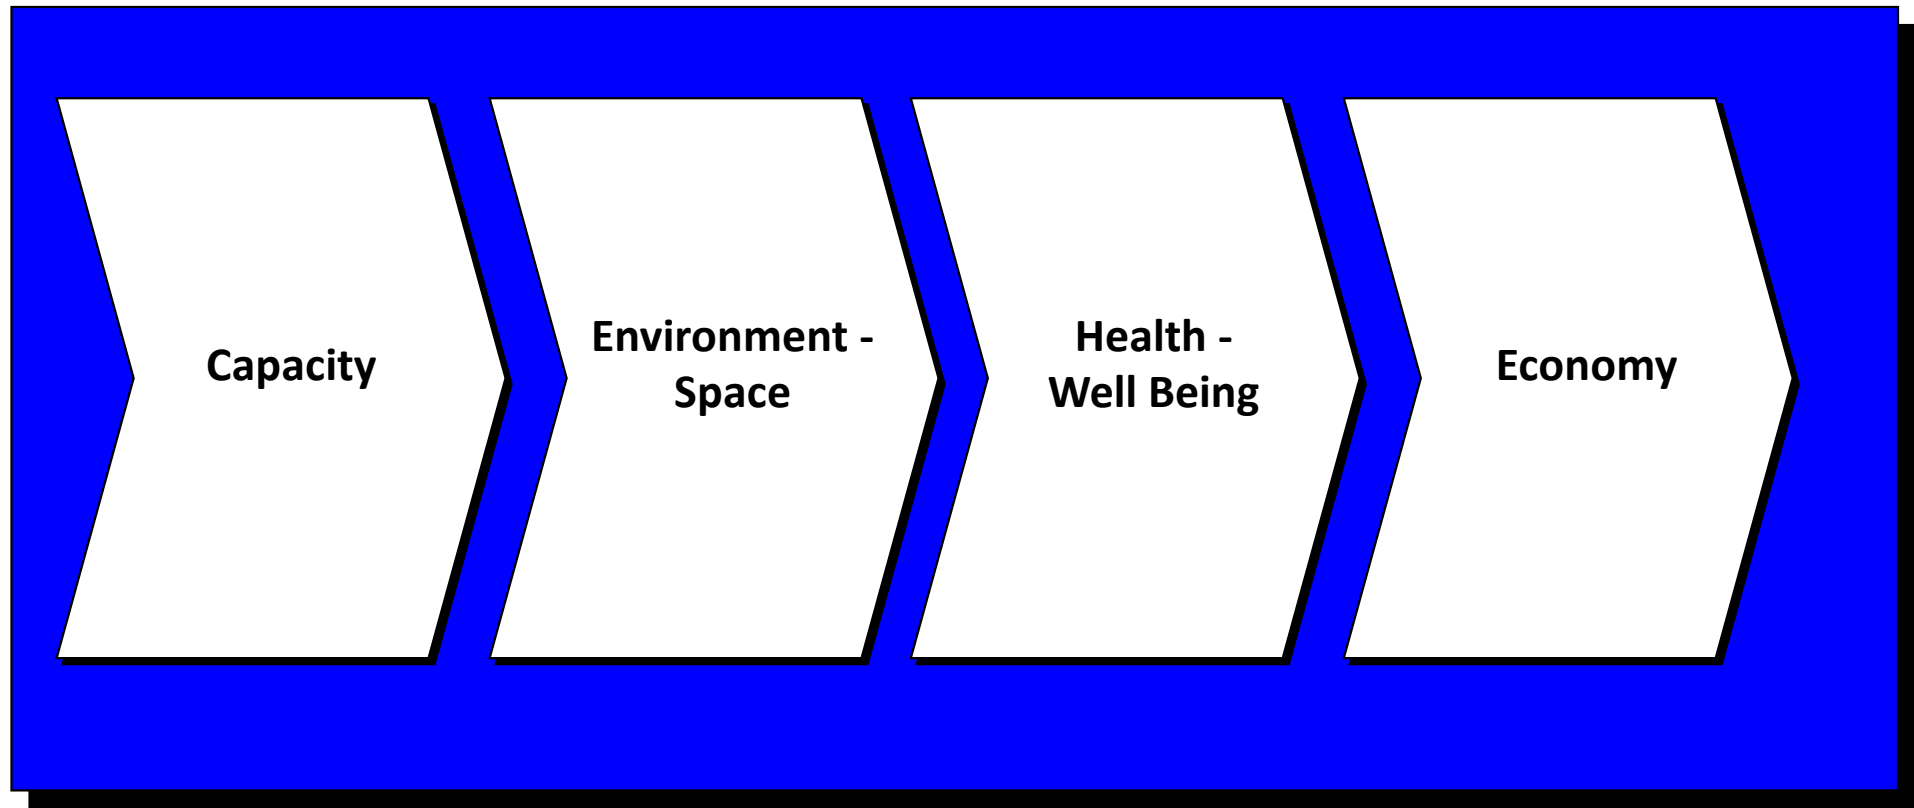 Capacity
Environment -
Space
Health -
Well Being
Economy